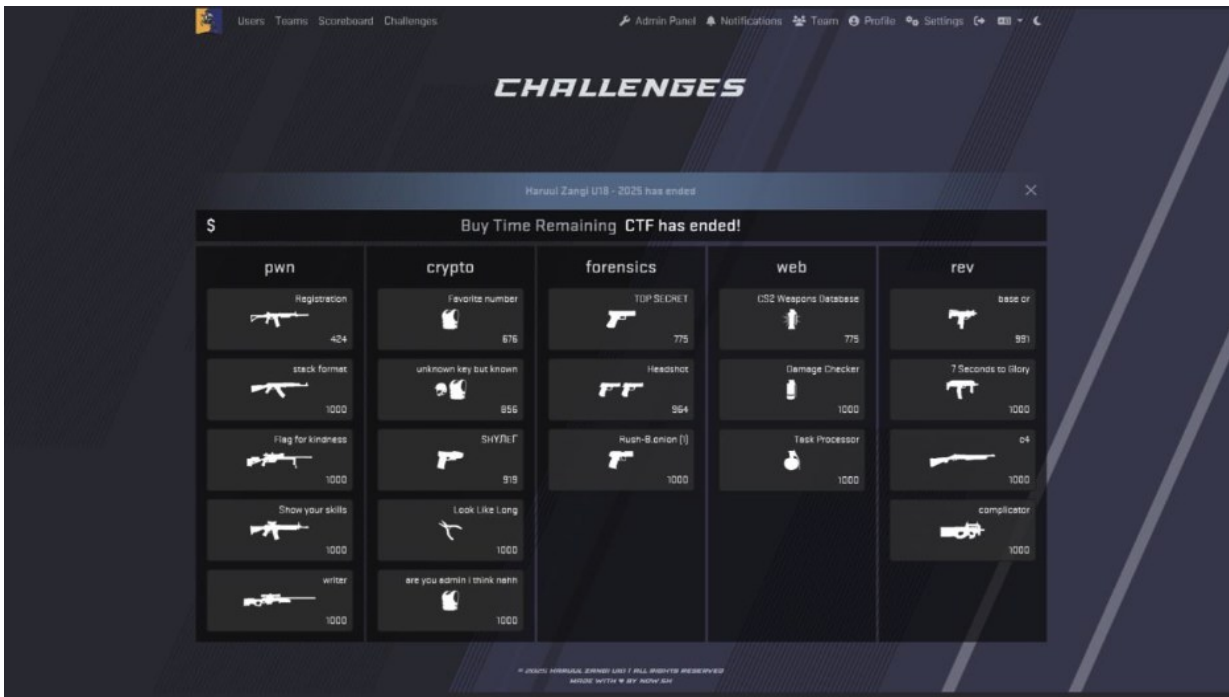 Users Teams Scoreboard Challenges Admin Panel Notifications Team Profile Settings
CHALLENGES
Haruul Zangi U18 - 2025 has ended
$ Buy Time Remaining CTF has ended!
pwn
Registration
424
stack format
1000
Flag for kindness
1000
Show your skills
1000
writer
1000
crypto
Favorite number
676
unknown key but known
856
919
Look Like Long
1000
are you admin i think nahh
1000
forensics
TOP SECRET
775
Headshot
964
Rush-B.onion (1)
1000
web
CS2 Weapons Database
775
Damage Checker
1000
Task Processor
1000
rev
base or
991
7 Seconds to Glory
1000
c4
1000
complicator
1000
© 2025 HARUUL ZANGI U18 | ALL RIGHTS RESERVED
MADE WITH ♥ BY NOW.SH